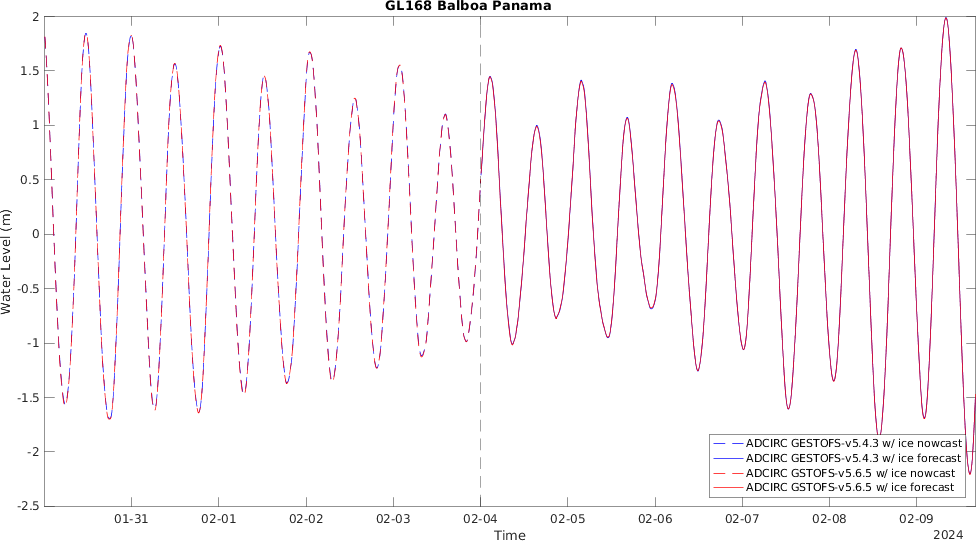 GL168 Balboa Panama
2
1.5
1
0.5
0
-0.5
-1
-1.5
-2
-2.5
Water Level (m)
ADCIRC GESTOFS-v5.4.3 w/ ice nowcast
ADCIRC GESTOFS-v5.4.3 w/ ice forecast
ADCIRC GSTOFS-v5.6.5 w/ ice nowcast
ADCIRC GSTOFS-v5.6.5 w/ ice forecast
01-31 02-01 02-02 02-03 02-04 02-05 02-06 02-07 02-08 02-09
Time
2024